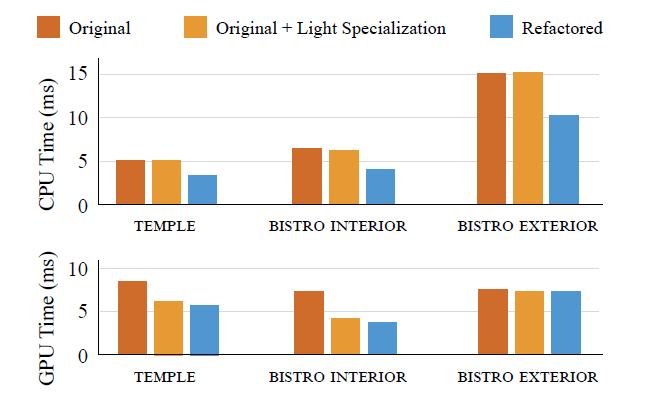 Original Original + Light Specialization Refactored
CPU Time (ms)
15
10
5
0
TEMPLE BISTRO INTERIOR BISTRO EXTERIOR
GPU Time (ms)
10
5
0
TEMPLE BISTRO INTERIOR BISTRO EXTERIOR